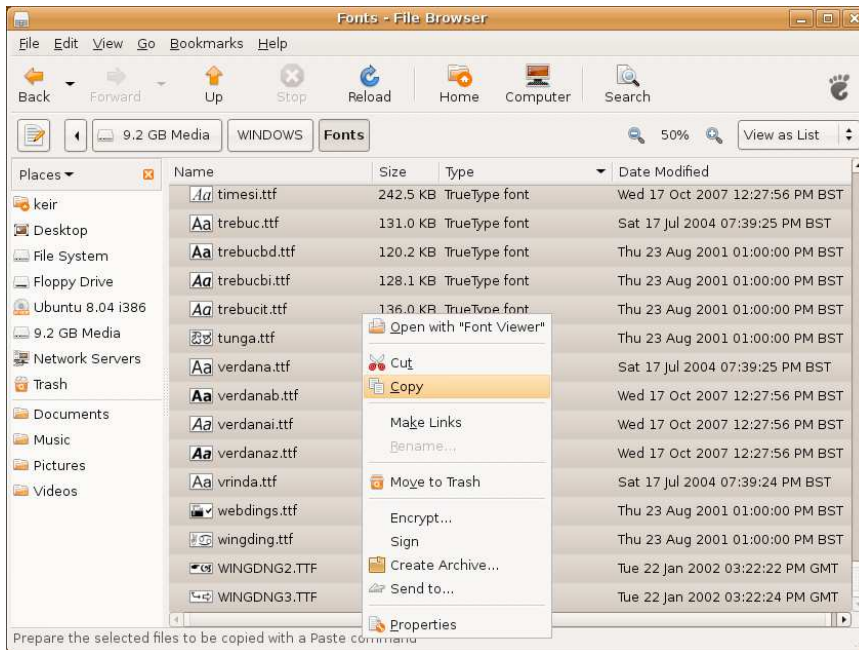 Fonts - File Browser
File Edit View Go Bookmarks Help
Back Forward Up Stop Reload Home Computer Search
9.2 GB Media WINDOWS Fonts 50% View as List
Places Name Size Type Date Modified
keir
Desktop
File System
Floppy Drive
Ubuntu 8.04 i386
9.2 GB Media
Network Servers
Trash
Documents
Music
Pictures
Videos
timesi.ttf 242.5 KB TrueType font Wed 17 Oct 2007 12:27:56 PM BST
trebuc.ttf 131.0 KB TrueType font Sat 17 Jul 2004 07:39:25 PM BST
trebucbd.ttf 120.2 KB TrueType font Thu 23 Aug 2001 01:00:00 PM BST
trebucbi.ttf 128.1 KB TrueType font Thu 23 Aug 2001 01:00:00 PM BST
trebucit.ttf 136.0 KB TrueType font Thu 23 Aug 2001 01:00:00 PM BST
tunga.ttf Thu 23 Aug 2001 01:00:00 PM BST
verdana.ttf Sat 17 Jul 2004 07:39:25 PM BST
verdanab.ttf Wed 17 Oct 2007 12:27:56 PM BST
verdanai.ttf Wed 17 Oct 2007 12:27:56 PM BST
verdanaz.ttf Wed 17 Oct 2007 12:27:56 PM BST
vrinda.ttf Sat 17 Jul 2004 07:39:24 PM BST
webdings.ttf Thu 23 Aug 2001 01:00:00 PM BST
wingding.ttf Thu 23 Aug 2001 01:00:00 PM BST
WINGDNG2.TTF Tue 22 Jan 2002 03:22:22 PM GMT
WINGDNG3.TTF Tue 22 Jan 2002 03:22:24 PM GMT
Open with "Font Viewer"
Cut
Copy
Make Links
Rename...
Move to Trash
Encrypt...
Sign
Create Archive...
Send to...
Properties
Prepare the selected files to be copied with a Paste command